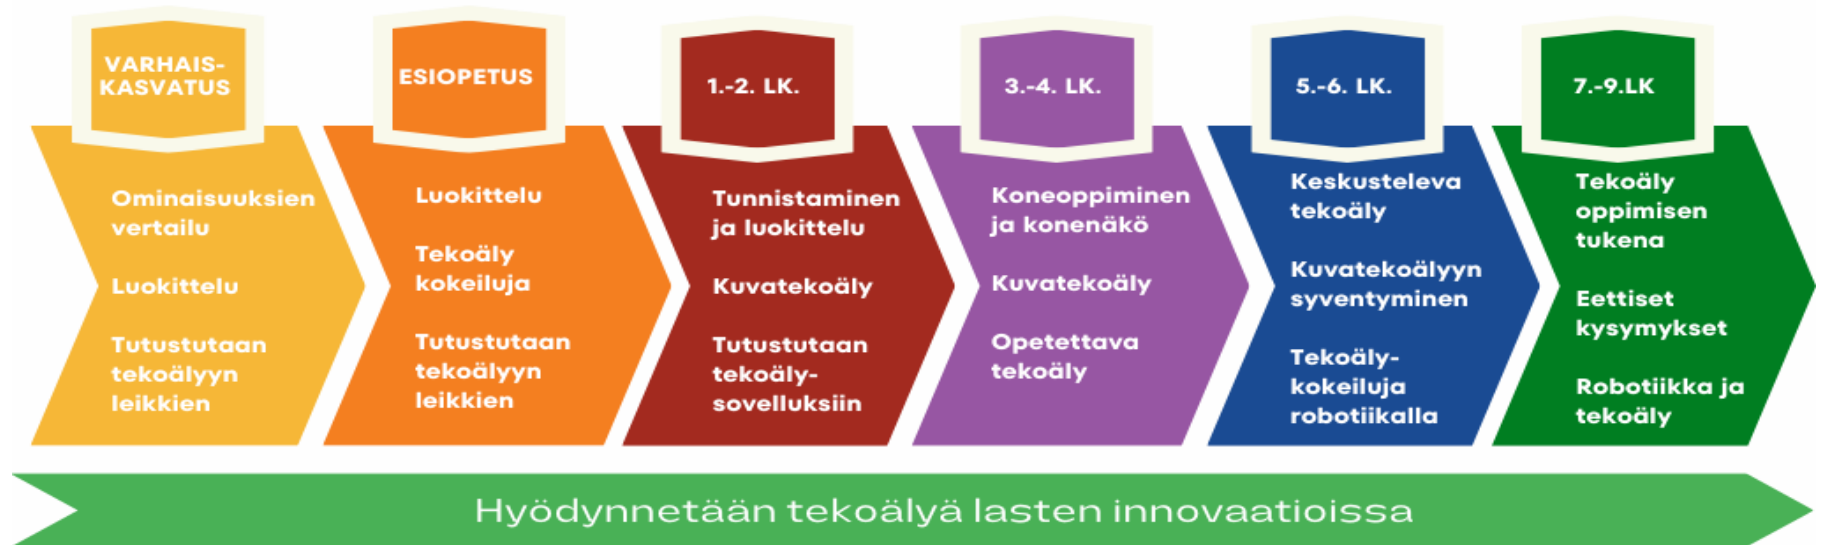 VARHAIS-
KASVATUS
Ominaisuuksien
vertailu
Luokittelu
Tutustutaan
tekoälyyn
leikkien
ESIOPETUS
Luokittelu
Tekoäly
kokeiluja
Tutustutaan
tekoälyyn
leikkien
1.-2. LK.
Tunnistaminen
ja luokittelu
Kuvatekoäly
Tutustutaan
tekoäly-
sovelluksiin
3.-4. LK.
Koneoppiminen
ja konenäkö
Kuvatekoäly
Opetettava
tekoäly
5.-6. LK.
Keskusteleva
tekoäly
Kuvatekoälyyn
syventyminen
Tekoäly-
kokeiluja
robotiikalla
7.-9.LK
Tekoäly
oppimisen
tukena
Eettiset
kysymykset
Robotiikka ja
tekoäly
Hyödynnetään tekoälyä lasten innovaatioissa